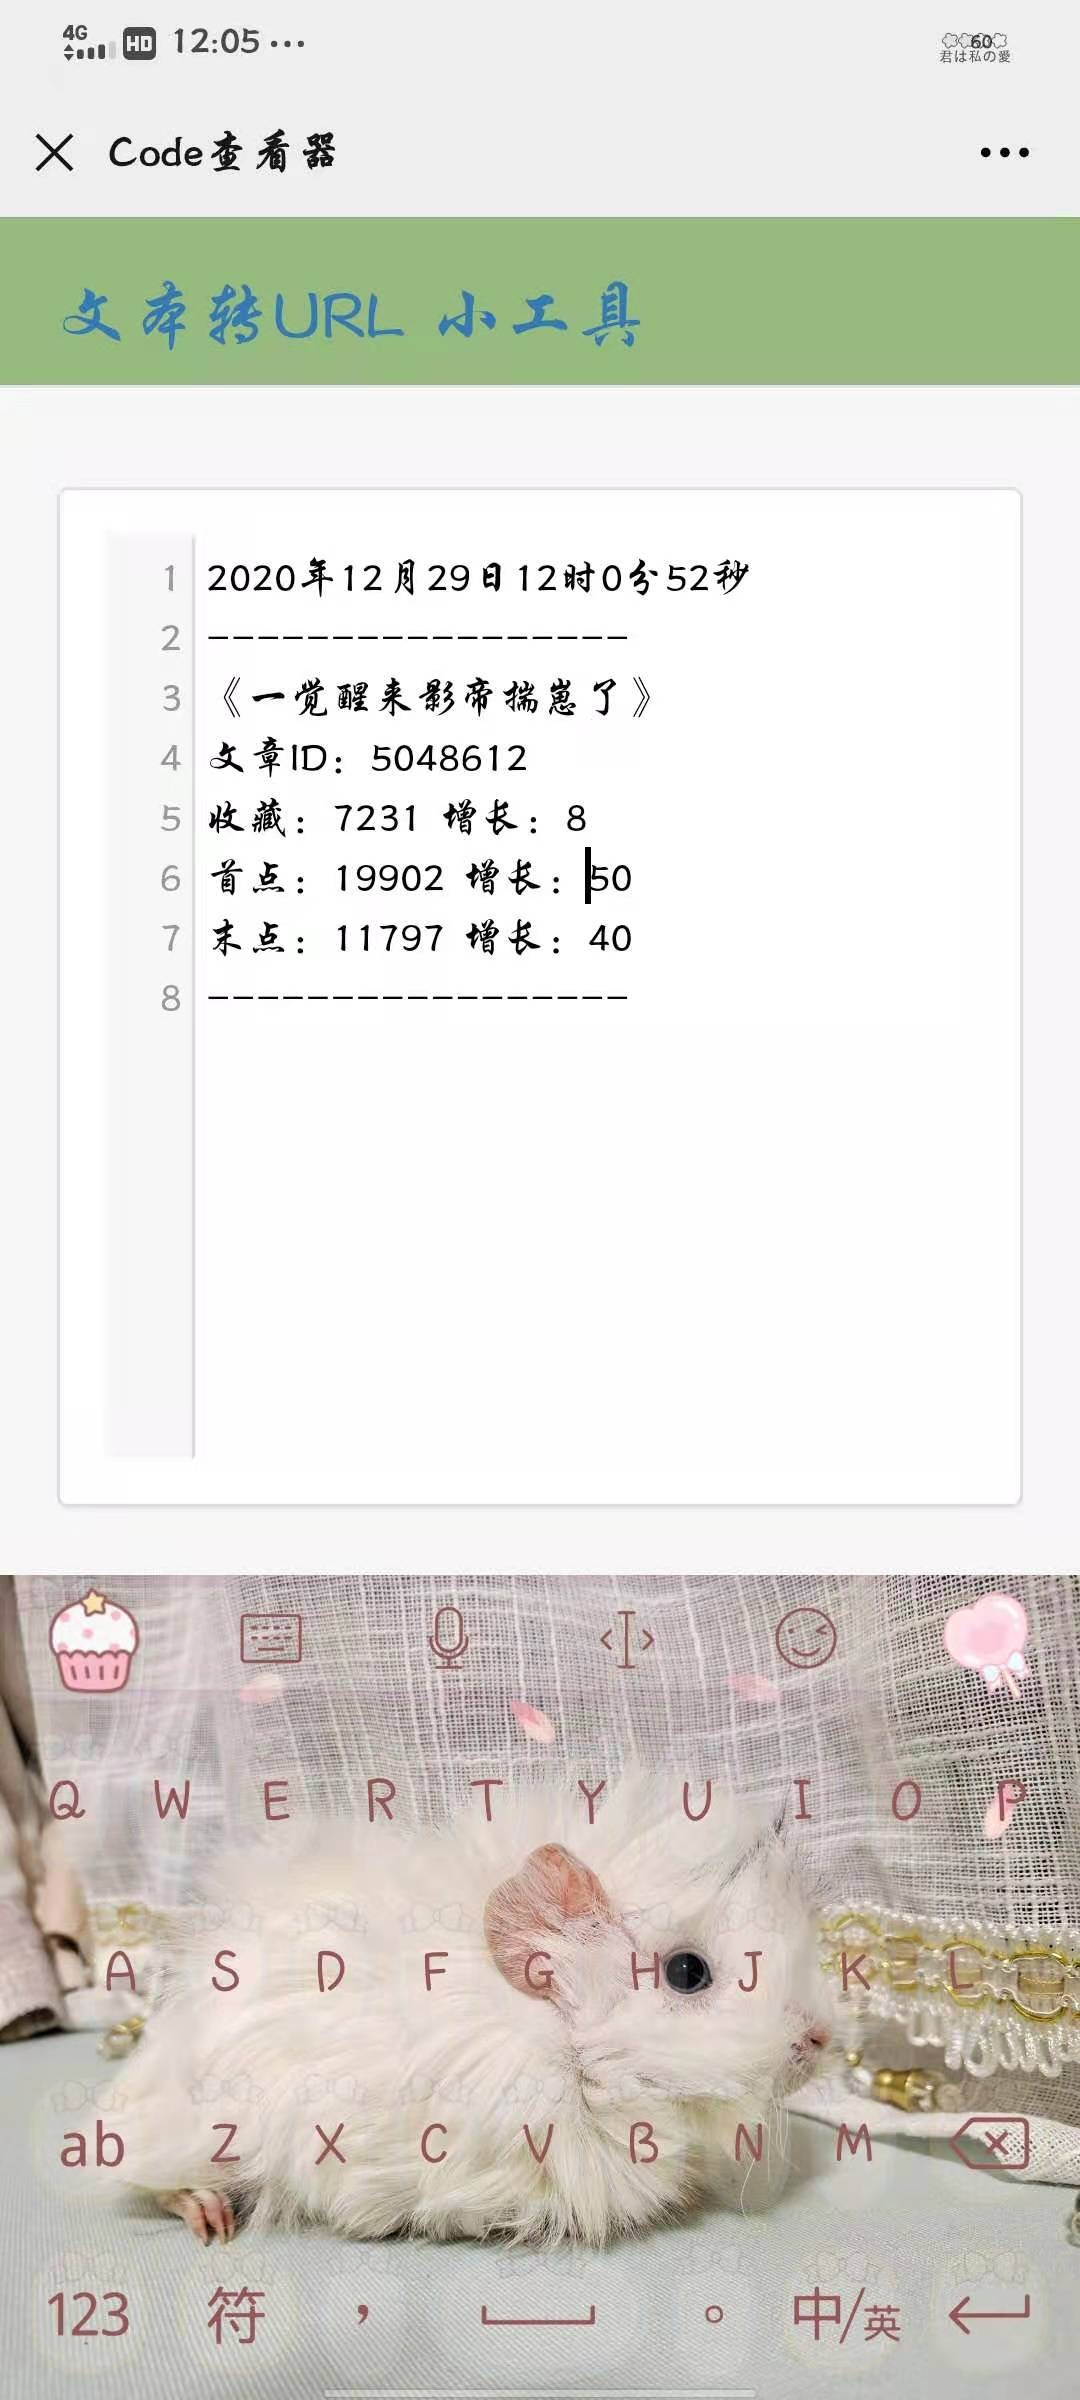 4G HD 12:05 ...
60
君は私の愛
Code查看器
文本转URL 小工具
1 2020年12月29日12时0分52秒
2 -----------------
3 《一觉醒来影帝揣崽了》
4 文章ID：5048612
5 收藏：7231 增长：8
6 首点：19902 增长：50
7 末点：11797 增长：40
8 -----------------
Q W E R T Y U I O P
A S D F G H J K L
ab Z X C V B N M
123 符 ， 。 中/英